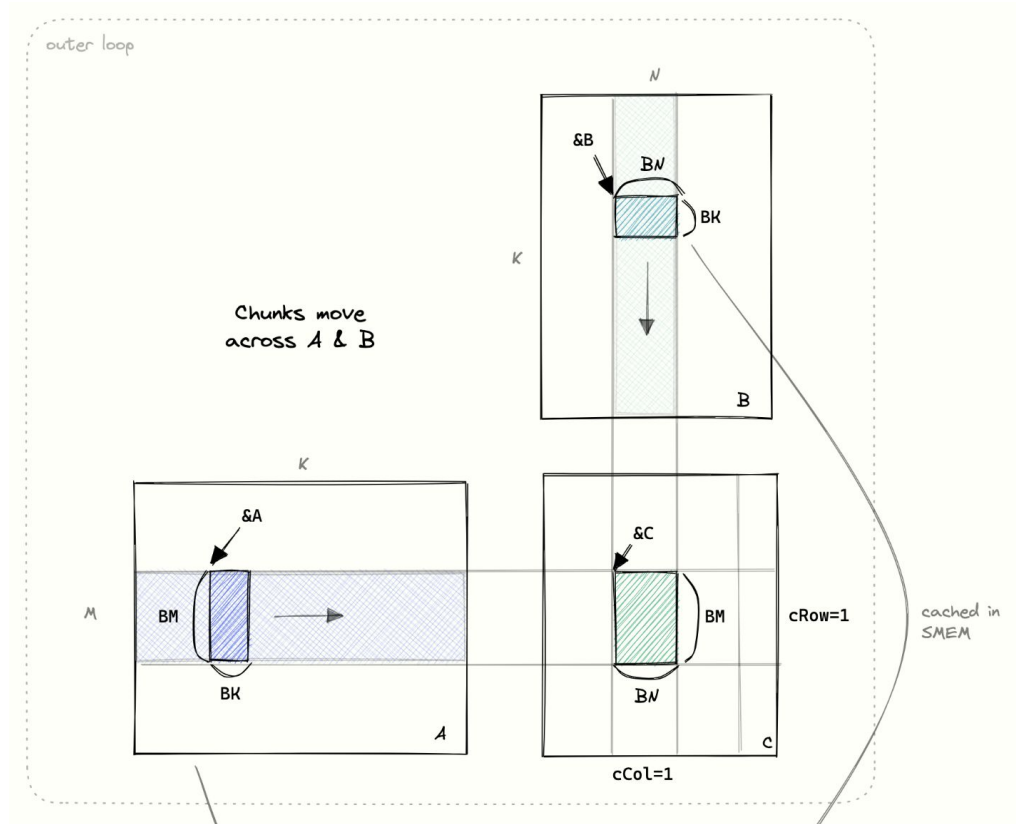 outer loop
N
&B
BN
BK
K
Chunks move
across A & B
B
K
&A
&C
M
BM
BM
cRow=1
cached in
SMEM
BK
BN
A
C
cCol=1